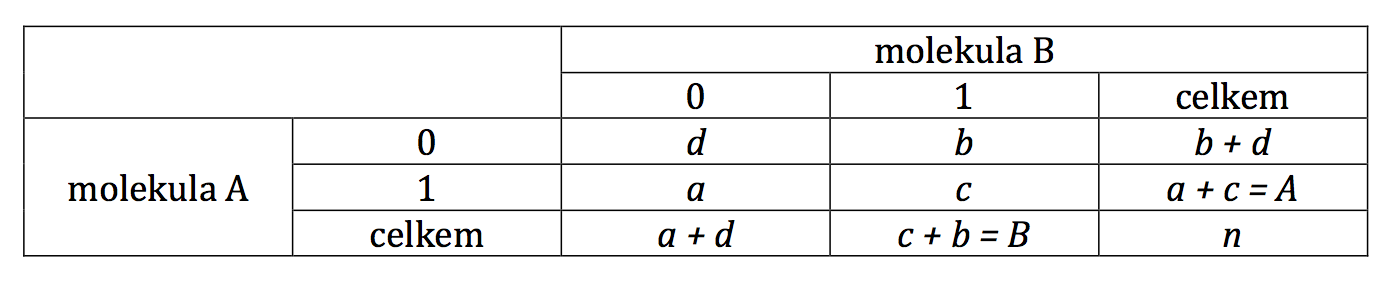 molekula B
0 1 celkem
0 d b b + d
molekula A 1 a c a + c = A
celkem a + d c + b = B n